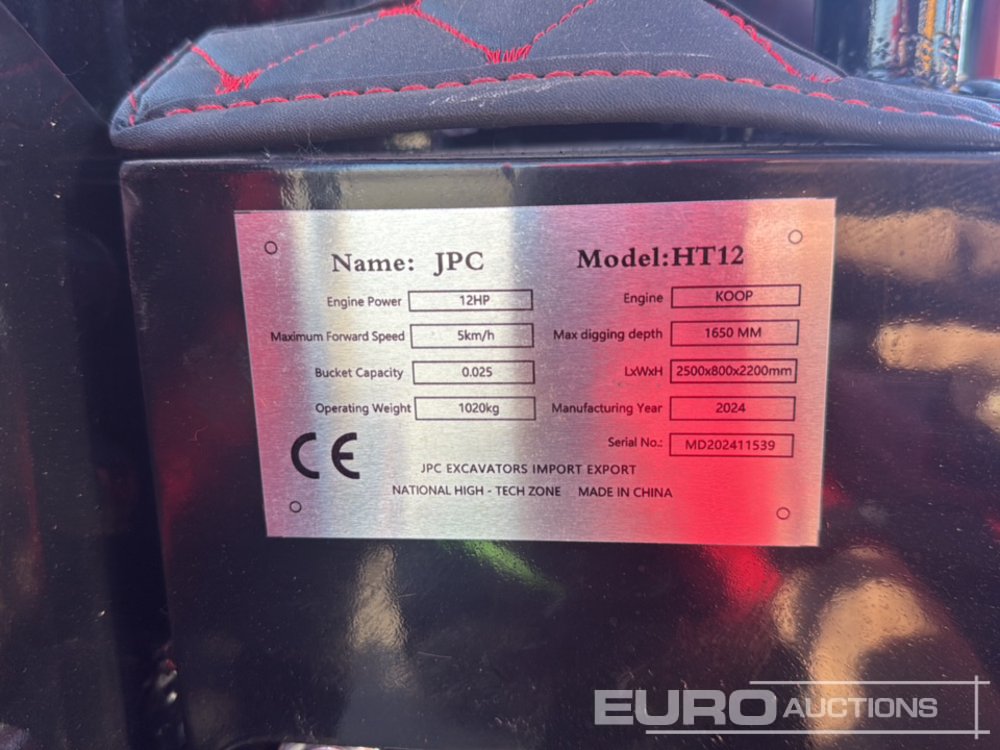 Name: JPC Model:HT12
Engine Power 12HP Engine KOOP
Maximum Forward Speed 5km/h Max digging depth 1650 MM
Bucket Capacity 0.025 LxWxH 2500x800x2200mm
Operating Weight 1020kg Manufacturing Year 2024
Serial No.: MD202411539
CE
JPC EXCAVATORS IMPORT EXPORT
NATIONAL HIGH - TECH ZONE MADE IN CHINA
EURO AUCTIONS